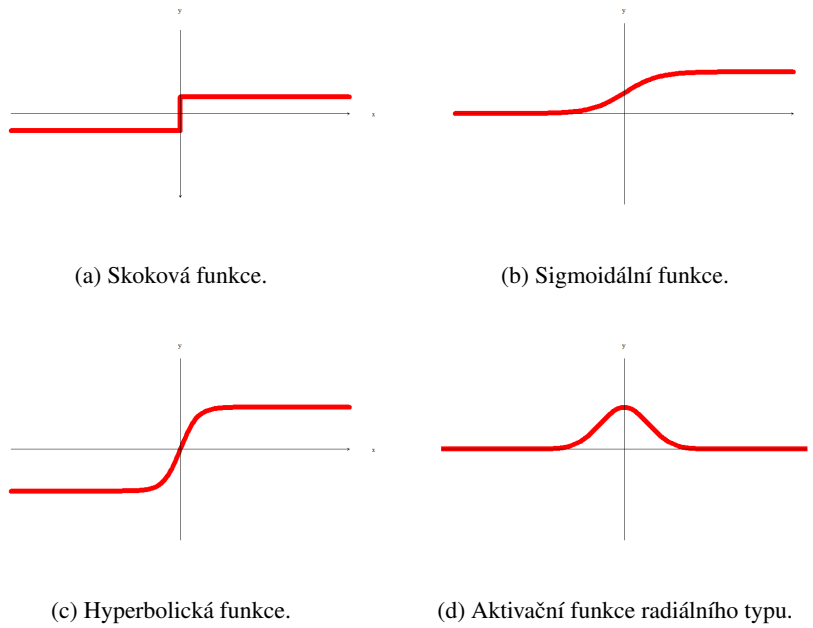 y
y
x
(a) Skoková funkce.
(b) Sigmoidální funkce.
y
y
x
(c) Hyperbolická funkce.
(d) Aktivační funkce radiálního typu.